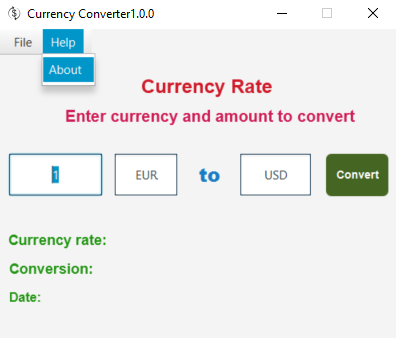 Currency Converter1.0.0
File Help
About
Currency Rate
Enter currency and amount to convert
1 EUR to USD Convert
Currency rate:
Conversion:
Date: